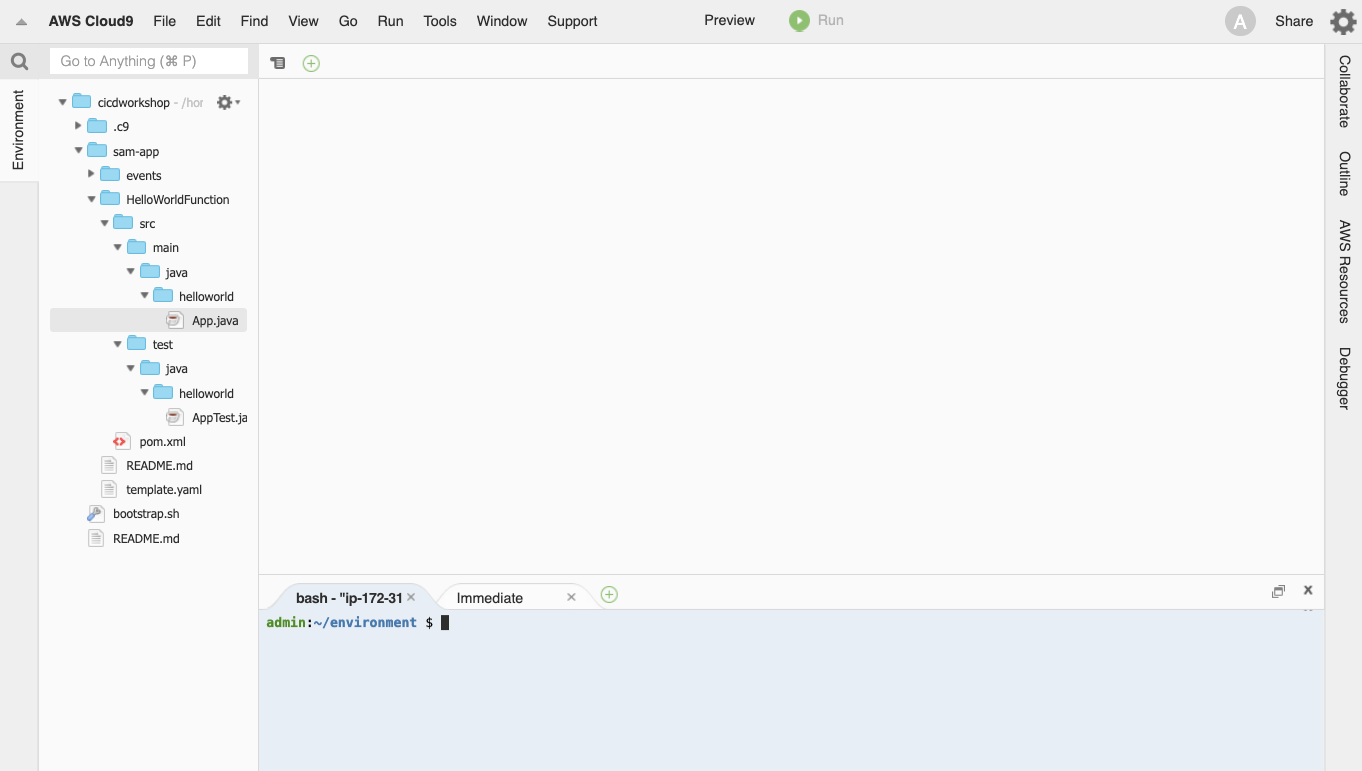 AWS Cloud9 File Edit Find View Go Run Tools Window Support Preview Run A Share
Go to Anything (⌘ P)
Environment
cicdworkshop - /hor
.c9
sam-app
events
HelloWorldFunction
src
main
java
helloworld
App.java
test
java
helloworld
AppTest.ja
pom.xml
README.md
template.yaml
bootstrap.sh
README.md
bash - "ip-172-31 Immediate
admin:~/environment $
Collaborate
Outline
AWS Resources
Debugger